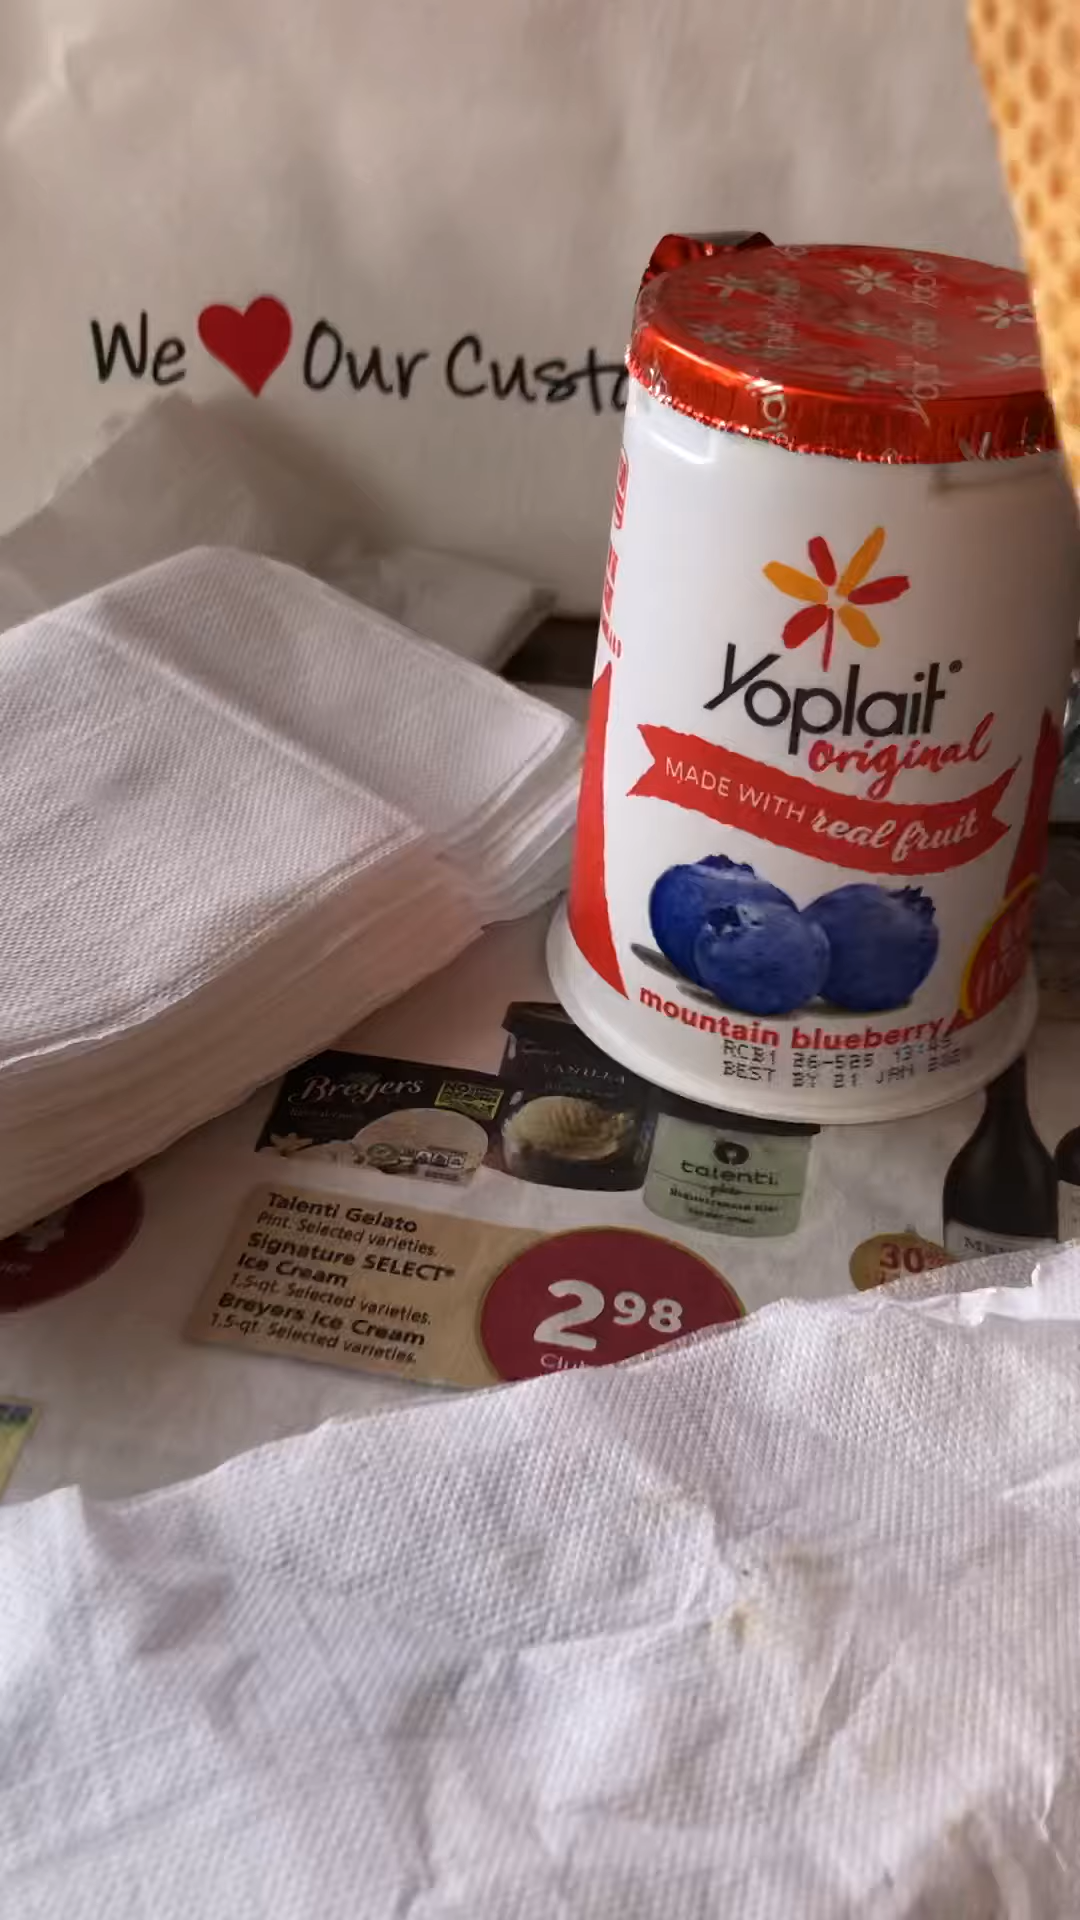 We ❤ Our
Yoplait®
Original
MADE WITH real fruit
mountain blueberry
BEST
JAN
Breyers
VANILLA
talenti
Talenti Gelato
Pint. Selected varieties.
Signature SELECT®
Ice Cream
1.5-qt. Selected varieties.
Breyers Ice Cream
1.5-qt. Selected varieties.
2 98
30%